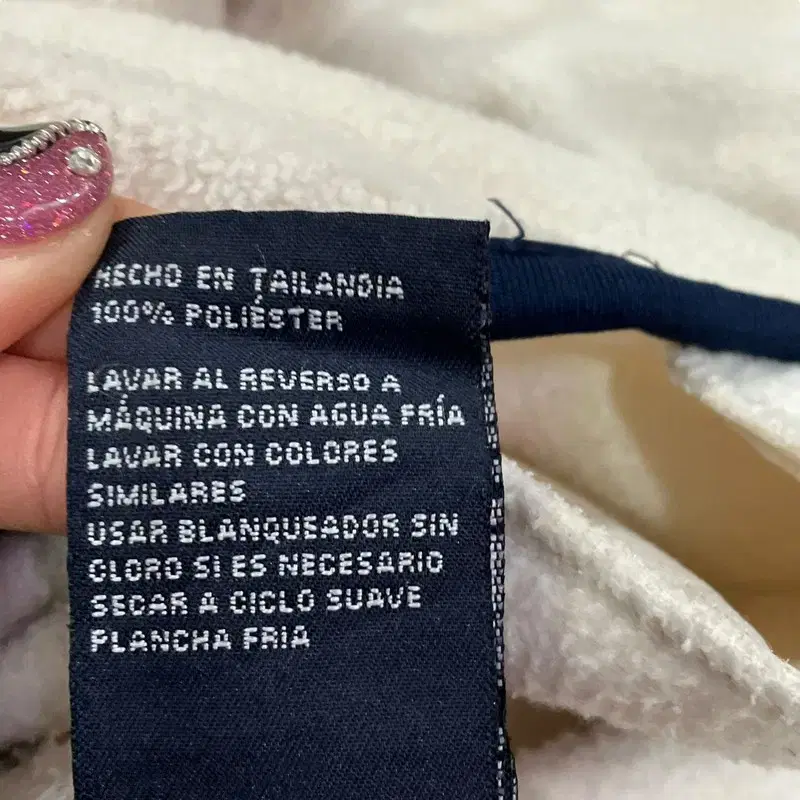 HECHO EN TAILANDIA
100% POLIÉSTER
LAVAR AL REVERSO A
MÁQUINA CON AGUA FRÍA
LAVAR CON COLORES
SIMILARES
USAR BLANQUEADOR SIN
CLORO SI ES NECESARIO
SECAR A CICLO SUAVE
PLANCHA FRIA